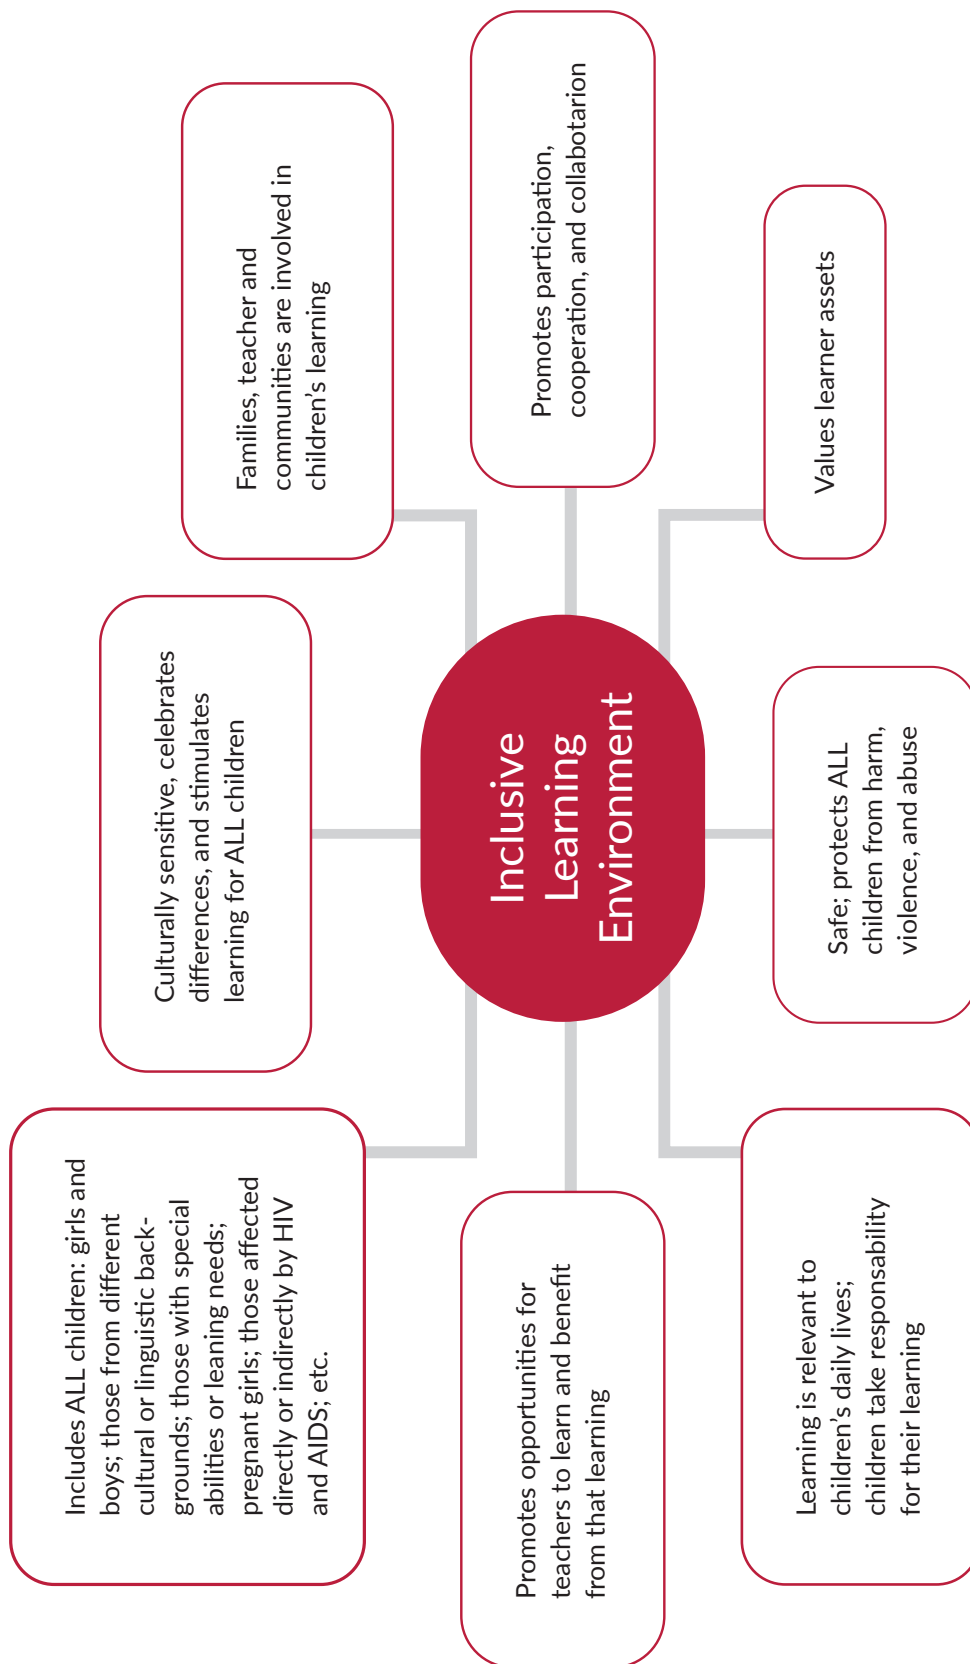 Includes ALL children: girls and
boys; those from different
cultural or linguistic back-
grounds; those with special
abilities or leaning needs;
pregnant girls; those affected
directly or indirectly by HIV
and AIDS; etc.
Culturally sensitive, celebrates
differences, and stimulates
learning for ALL children
Families, teacher and
communities are involved in
children’s learning
Promotes opportunities for
teachers to learn and benefit
from that learning
Inclusive
Learning
Environment
Promotes participation,
cooperation, and collabotarion
Learning is relevant to
children’s daily lives;
children take responsability
for their learning
Safe; protects ALL
children from harm,
violence, and abuse
Values learner assets